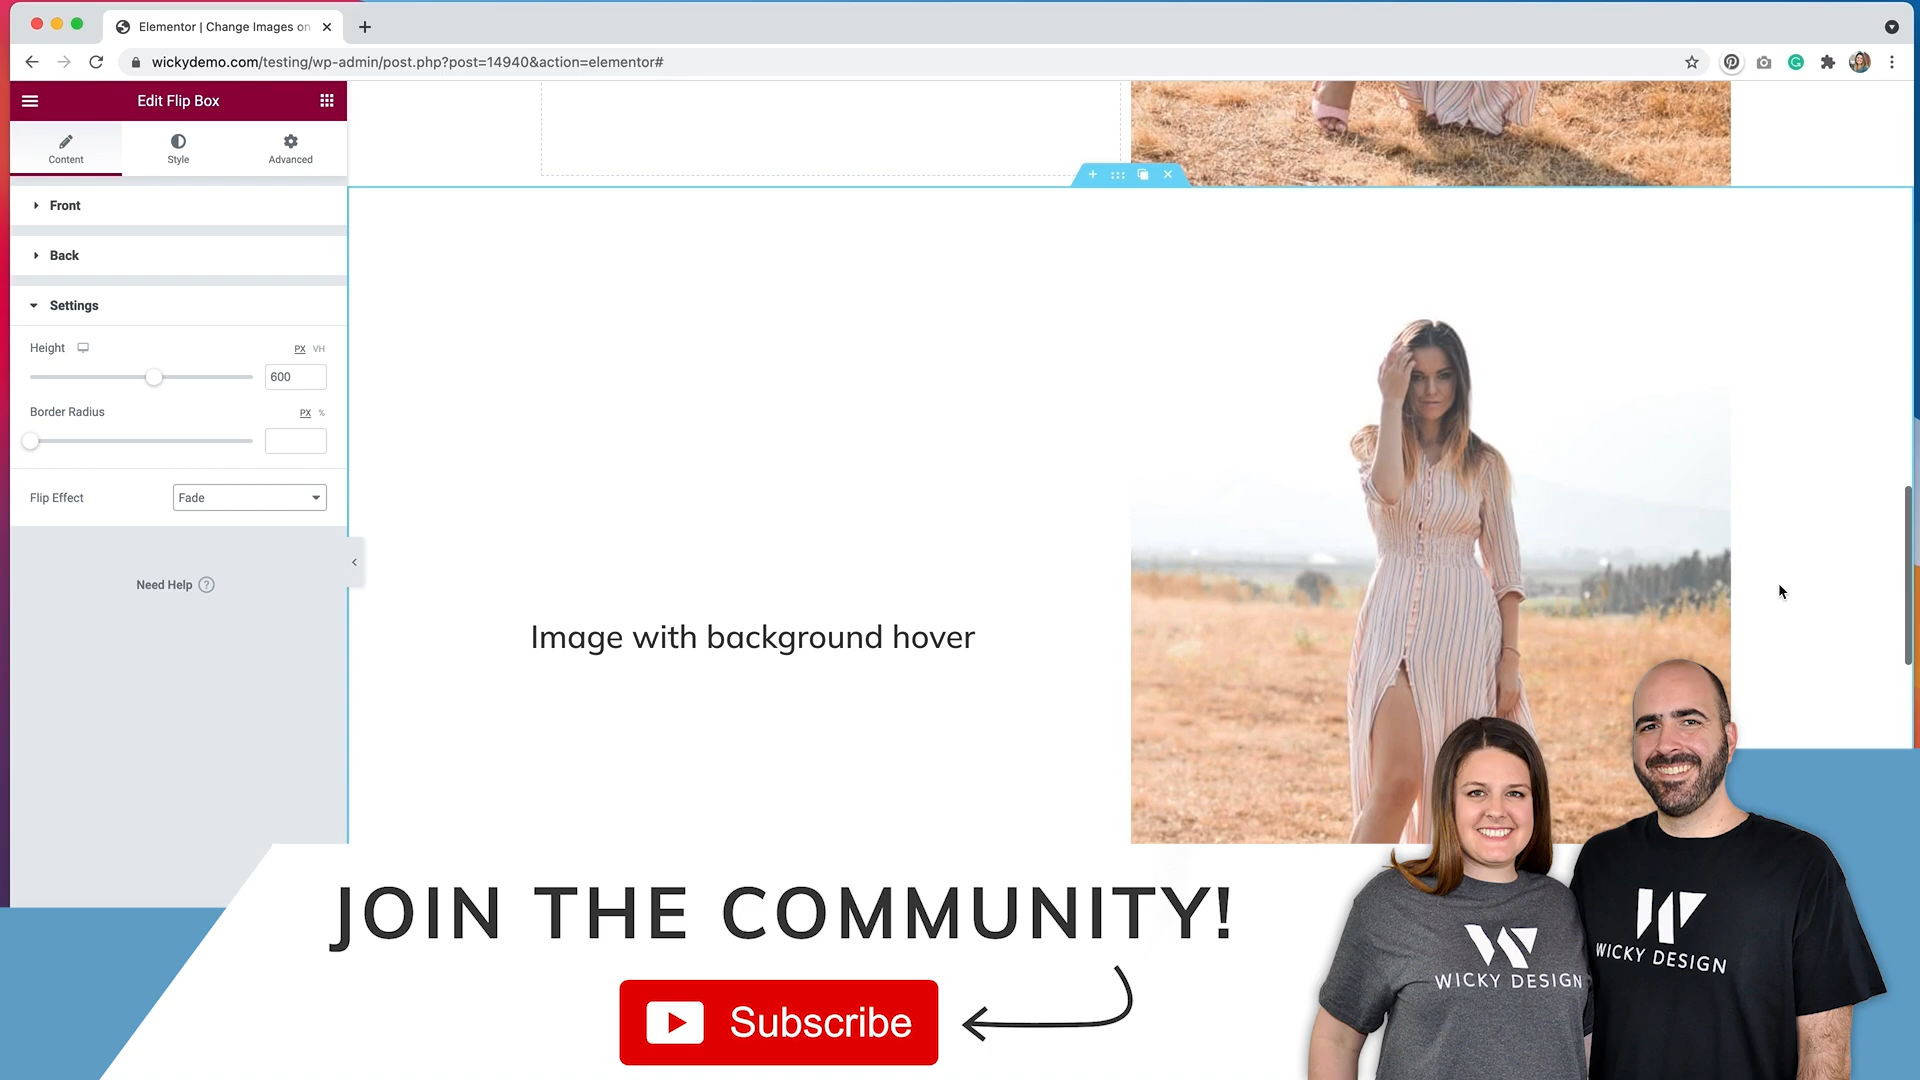 Elementor | Change Images on
wickydemo.com/testing/wp-admin/post.php?post=14940&action=elementor#
Edit Flip Box
Content
Style
Advanced
Front
Back
Settings
Height
PX VH
600
Border Radius
PX %
Flip Effect
Fade
Need Help ?
Image with background hover
JOIN THE COMMUNITY!
Subscribe
W
WICKY DESIGN
W
WICKY DESIGN